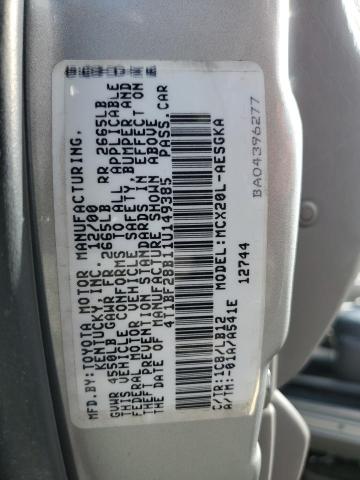 MFD.BY:TOYOTA MOTOR MANUFACTURING,
KENTUCKY,INC. 12/00
GVWR 4510LB GAWR FR 2665LB RR 2665LB
THIS VEHICLE CONFORMS TO ALL APPLICABLE
FEDERAL MOTOR VEHICLE SAFETY,BUMPER,AND
THEFT PREVENTION STANDARDS IN EFFECT ON
THE DATE OF MANUFACTURE SHOWN ABOVE.
4T1BF28B11U149385 PASS.CAR
C/TR:1C8/LB12 MODEL:MCX20L-AESGKA
A/TM:-01A/A541E 12744
BA04396277